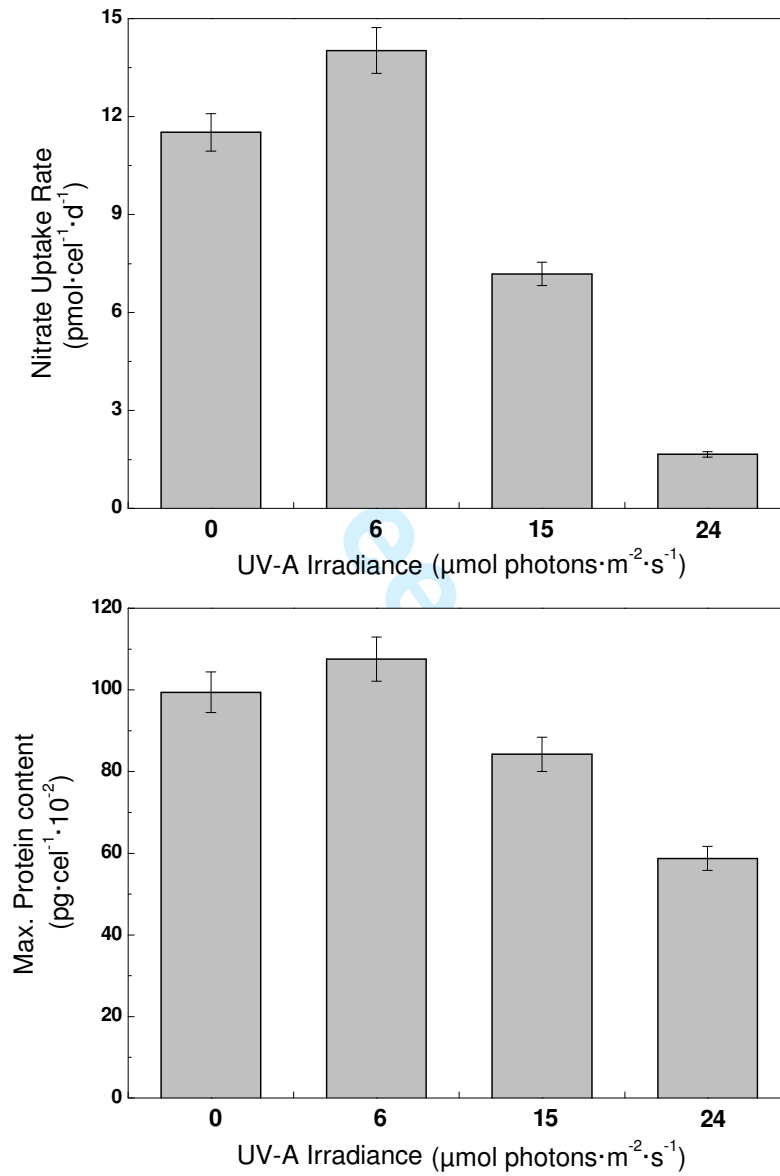 15
12
9
6
3
0
Nitrate Uptake Rate
(pmol·cel⁻¹·d⁻¹)
0 6 15 24
UV-A Irradiance (μmol photons·m⁻²·s⁻¹)
ee
120
100
80
60
40
20
0
Max. Protein content
(pg·cel⁻¹·10⁻²)
0 6 15 24
UV-A Irradiance (μmol photons·m⁻²·s⁻¹)